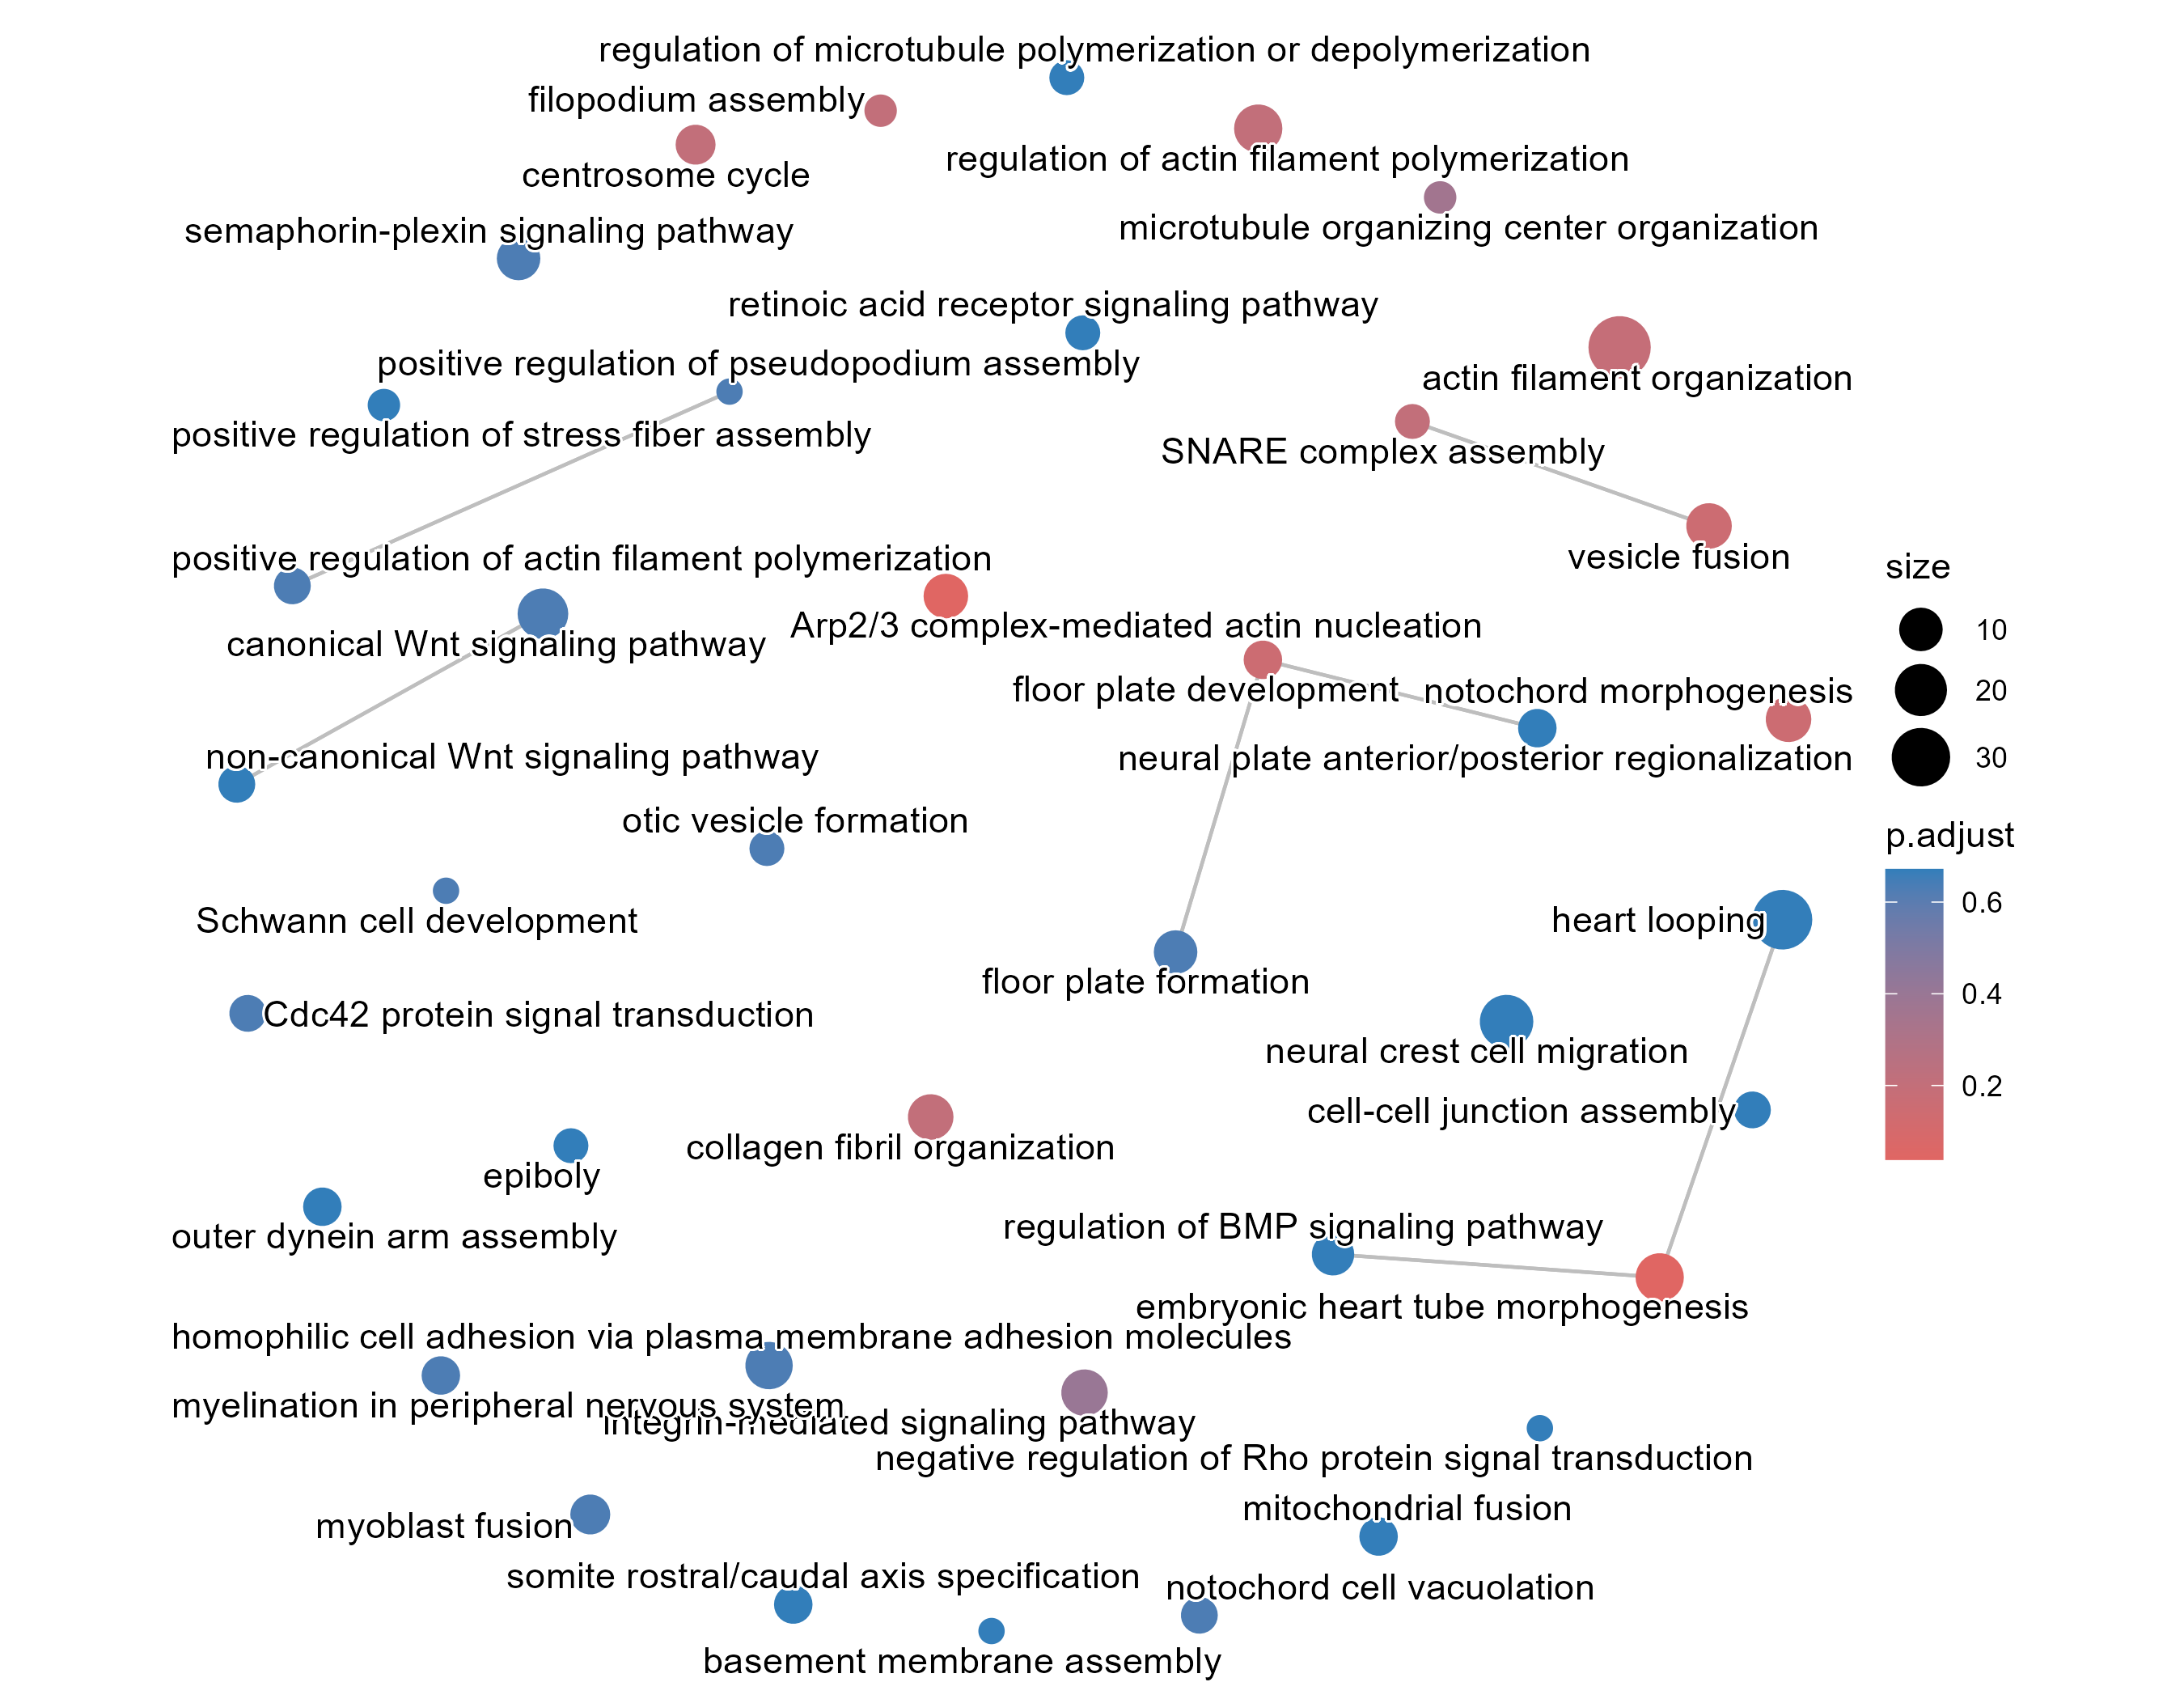 regulation of microtubule polymerization or depolymerization
filopodium assembly
centrosome cycle
regulation of actin filament polymerization
microtubule organizing center organization
semaphorin-plexin signaling pathway
retinoic acid receptor signaling pathway
positive regulation of pseudopodium assembly
actin filament organization
positive regulation of stress fiber assembly
SNARE complex assembly
vesicle fusion
positive regulation of actin filament polymerization
canonical Wnt signaling pathway
Arp2/3 complex-mediated actin nucleation
floor plate development
notochord morphogenesis
neural plate anterior/posterior regionalization
non-canonical Wnt signaling pathway
otic vesicle formation
Schwann cell development
heart looping
floor plate formation
Cdc42 protein signal transduction
neural crest cell migration
cell-cell junction assembly
collagen fibril organization
epiboly
outer dynein arm assembly
regulation of BMP signaling pathway
embryonic heart tube morphogenesis
homophilic cell adhesion via plasma membrane adhesion molecules
myelination in peripheral nervous system
integrin-mediated signaling pathway
negative regulation of Rho protein signal transduction
mitochondrial fusion
myoblast fusion
somite rostral/caudal axis specification
notochord cell vacuolation
basement membrane assembly
size
10
20
30
p.adjust
0.6
0.4
0.2